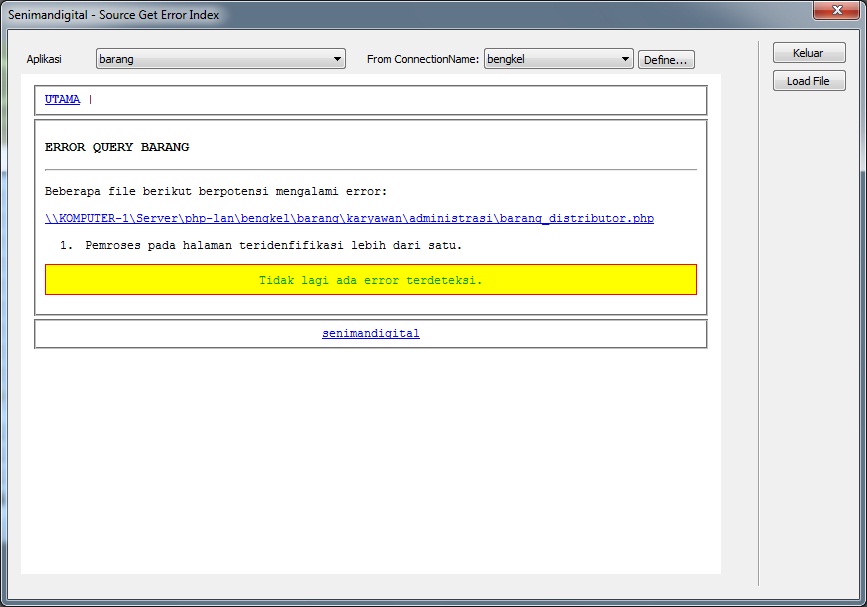 Senimandigital - Source Get Error Index
Aplikasi barang From ConnectionName: bengkel Define... Keluar
Load File
UTAMA |
ERROR QUERY BARANG
Beberapa file berikut berpotensi mengalami error:
\\KOMPUTER-1\Server\php-lan\bengkel\barang\karyawan\administrasi\barang_distributor.php
1. Pemroses pada halaman teridenfifikasi lebih dari satu.
Tidak lagi ada error terdeteksi.
senimandigital